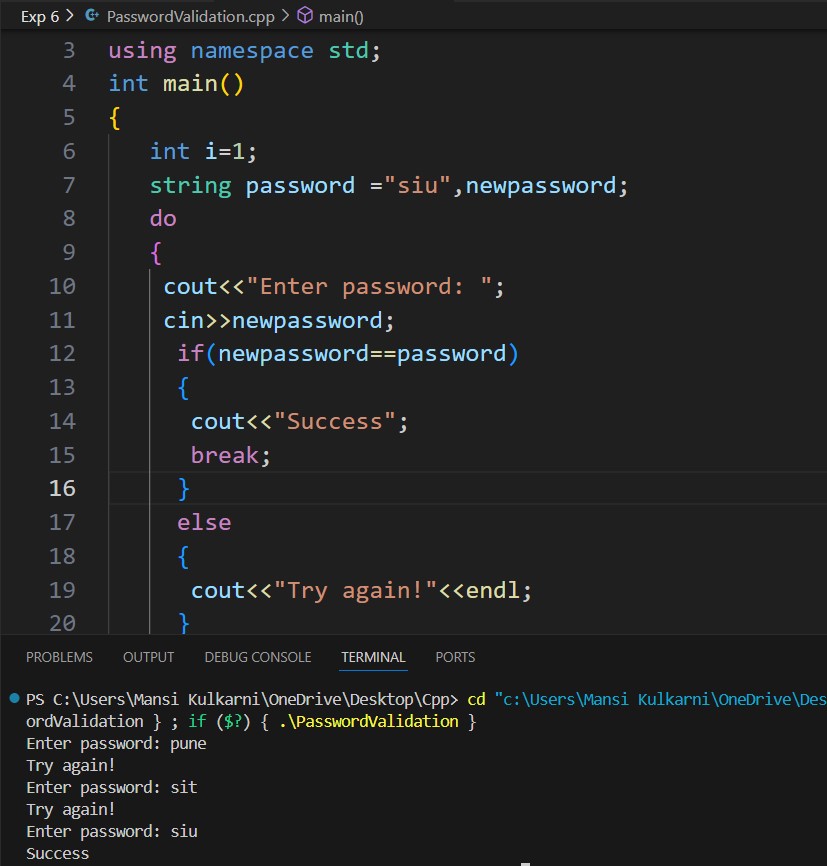 Exp 6 > PasswordValidation.cpp > main()
3 using namespace std;
4 int main()
5 {
6 int i=1;
7 string password ="siu",newpassword;
8 do
9 {
10 cout<<"Enter password: ";
11 cin>>newpassword;
12 if(newpassword==password)
13 {
14 cout<<"Success";
15 break;
16 }
17 else
18 {
19 cout<<"Try again!"<<endl;
20 }
PROBLEMS OUTPUT DEBUG CONSOLE TERMINAL PORTS
PS C:\Users\Mansi Kulkarni\OneDrive\Desktop\Cpp> cd "c:\Users\Mansi Kulkarni\OneDrive\Des
ordValidation } ; if ($?) { .\PasswordValidation }
Enter password: pune
Try again!
Enter password: sit
Try again!
Enter password: siu
Success